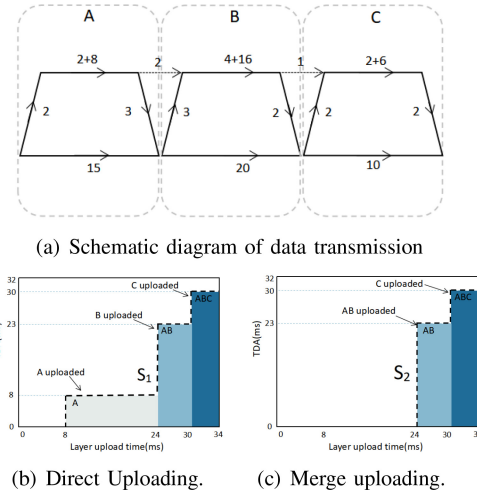 A B C
2+8 2 4+16 1 2+6
2 3 3 2 2 2
15 20 10
(a) Schematic diagram of data transmission
32
30
23
8
0
C uploaded
ABC
B uploaded
AB
A uploaded
S1
A
0 8 24 30 34
Layer upload time(ms)
(b) Direct Uploading.
32
30
23
8
0
TDA(ms)
C uploaded
ABC
AB uploaded
AB
S2
0 8 24 30 34
Layer upload time(ms)
(c) Merge uploading.